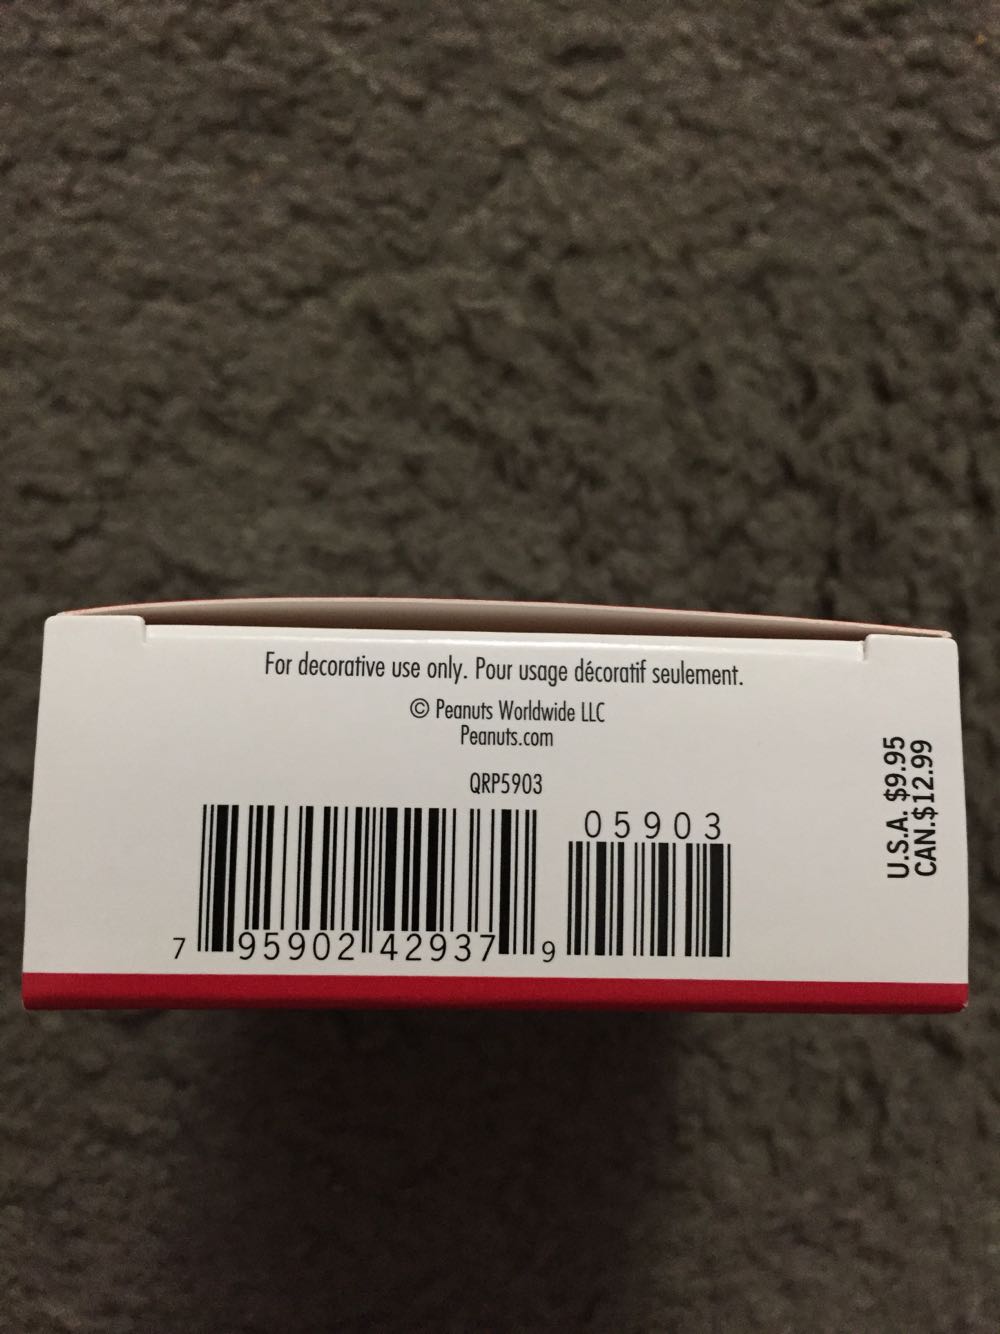 For decorative use only. Pour usage décoratif seulement.
© Peanuts Worldwide LLC
Peanuts.com
QRP5903
05903
7 95902 42937 9
U.S.A. $9.95
CAN.$12.99